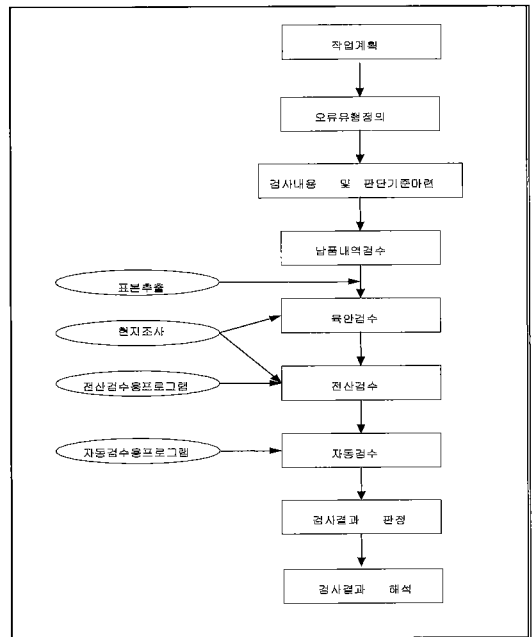 작업계획
오류유형정의
검사내용 및 판단기준마련
납품내역검수
표본추출
육안검수
현지조사
전산검수용프로그램
전산검수
자동검수용프로그램
자동검수
검사결과 판정
검사결과 해석